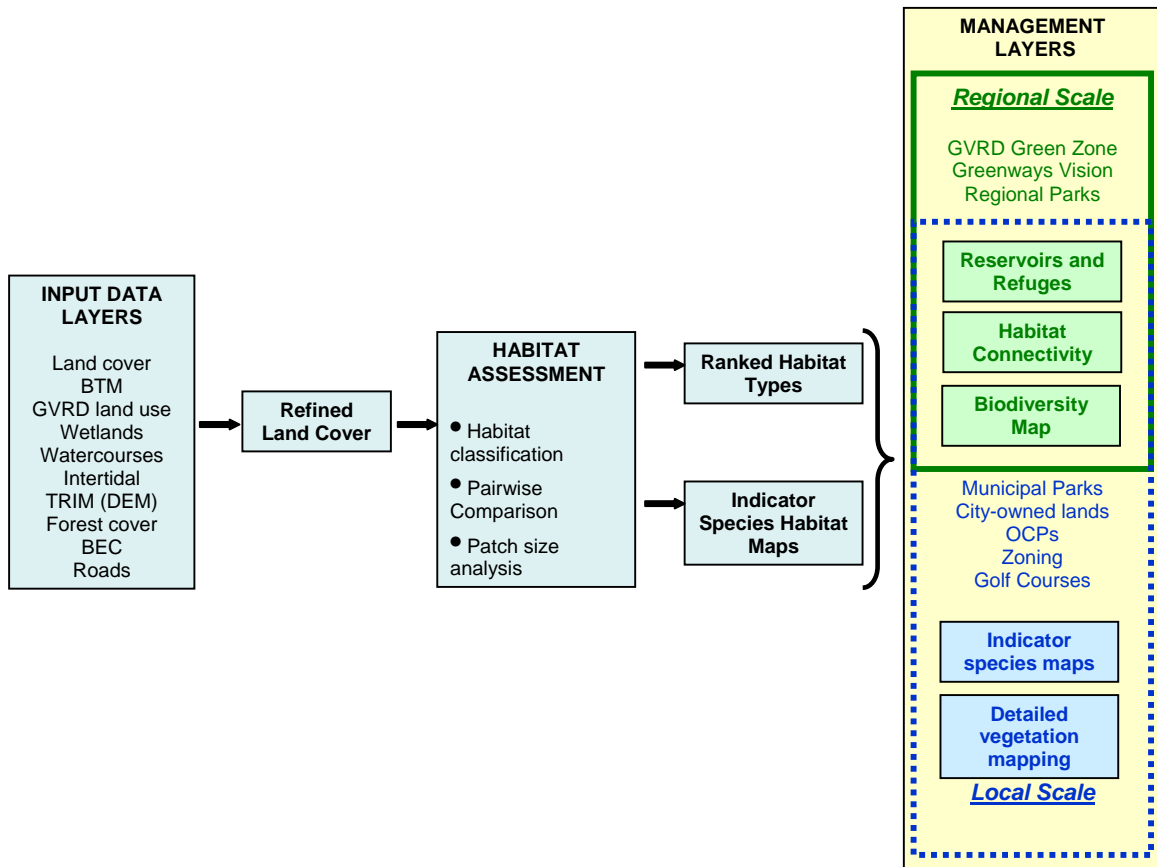 INPUT DATA
LAYERS
Land cover
BTM
GVRD land use
Wetlands
Watercourses
Intertidal
TRIM (DEM)
Forest cover
BEC
Roads
Refined
Land Cover
HABITAT
ASSESSMENT
• Habitat
classification
• Pairwise
Comparison
• Patch size
analysis
Ranked Habitat
Types
Indicator
Species Habitat
Maps
MANAGEMENT
LAYERS
Regional Scale
GVRD Green Zone
Greenways Vision
Regional Parks
Reservoirs and
Refuges
Habitat
Connectivity
Biodiversity
Map
Municipal Parks
City-owned lands
OCPs
Zoning
Golf Courses
Indicator
species maps
Detailed
vegetation
mapping
Local Scale